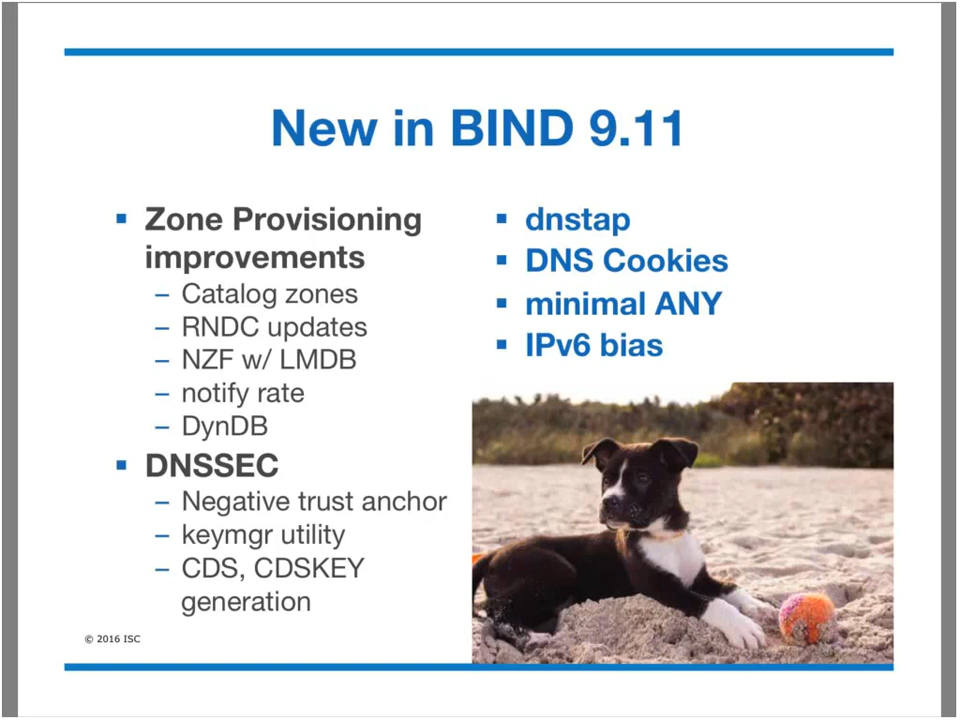 New in BIND 9.11
▪ Zone Provisioning
improvements
– Catalog zones
– RNDC updates
– NZF w/ LMDB
– notify rate
– DynDB
▪ DNSSEC
– Negative trust anchor
– keymgr utility
– CDS, CDSKEY
generation
▪ dnstap
▪ DNS Cookies
▪ minimal ANY
▪ IPv6 bias
© 2016 ISC